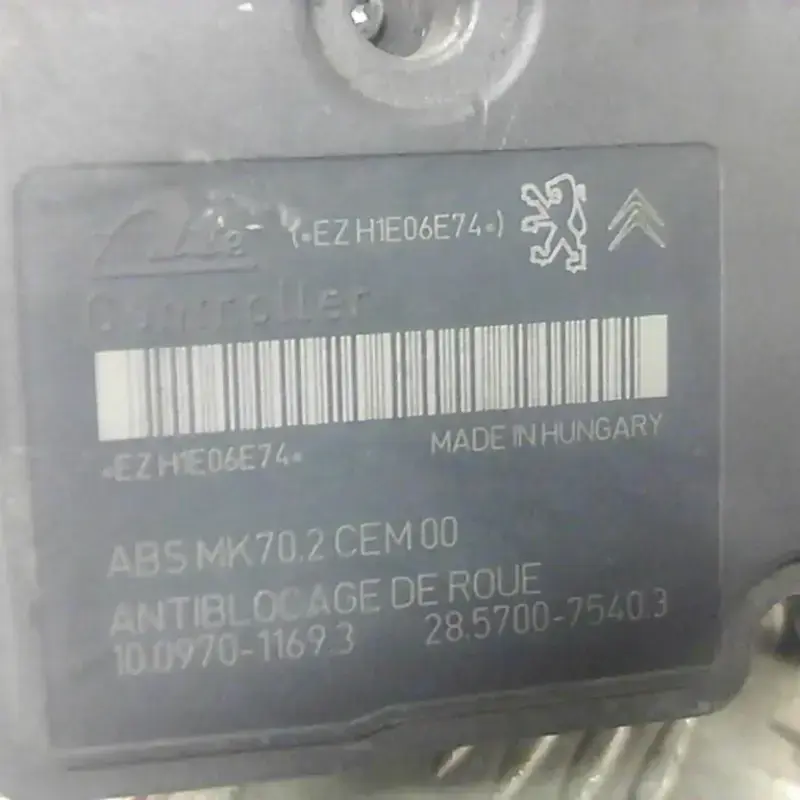 (*EZ H1E06E74*)
Controller
*EZ H1E06E74*
MADE IN HUNGARY
ABS MK70.2 CEM 00
ANTIBLOCAGE DE ROUE
10.0970-1169.3 28.5700-7540.3